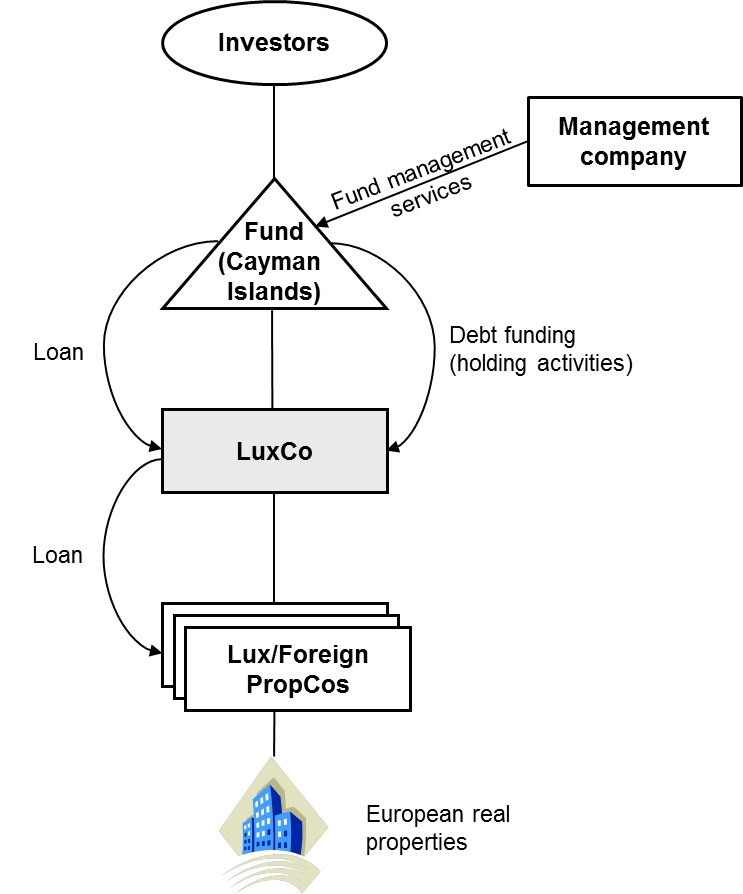 Investors
Management
company
Fund management
services
Fund
(Cayman
Islands)
Loan
Debt funding
(holding activities)
LuxCo
Loan
Lux/Foreign
PropCos
European real
properties